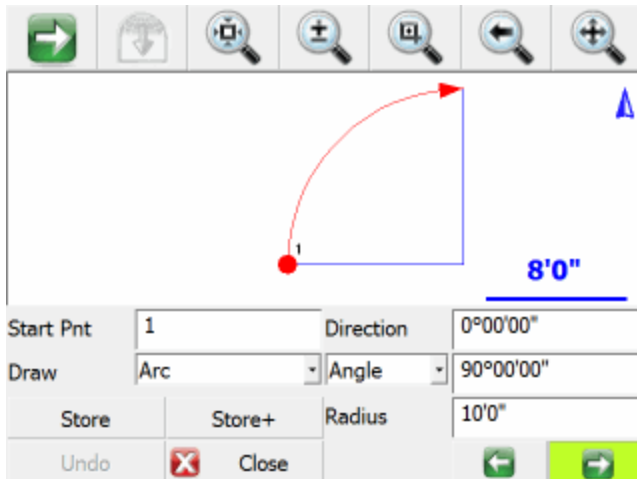 1
8'0"
Start Pnt 1 Direction 0°00'00"
Draw Arc Angle 90°00'00"
Store Store+ Radius 10'0"
Undo Close